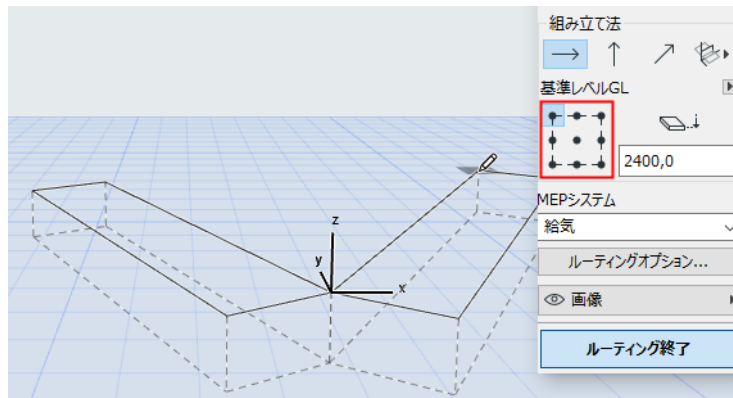 組み立て法
基準レベルGL
2400,0
MEPシステム
給気
ルーティングオプション...
画像
ルーティング終了
z
y
x